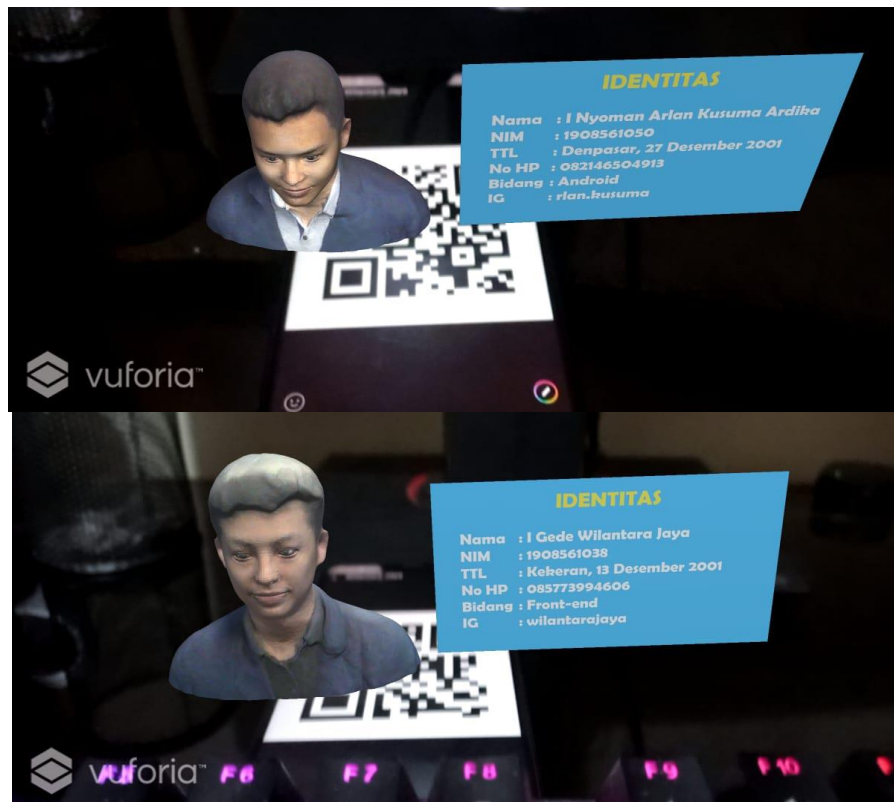 IDENTITAS
Nama : I Nyoman Arlan Kusuma Ardika
NIM : 1908561050
TTL : Denpasar, 27 Desember 2001
No HP : 082146504913
Bidang : Android
IG : rlan.kusuma
vuforia™
IDENTITAS
Nama : I Gede Wilantara Jaya
NIM : 1908561038
TTL : Kekeran, 13 Desember 2001
No HP : 085773994606
Bidang : Front-end
IG : wilantarajaya
vuforia™
F6 F7 F8 F9 F10